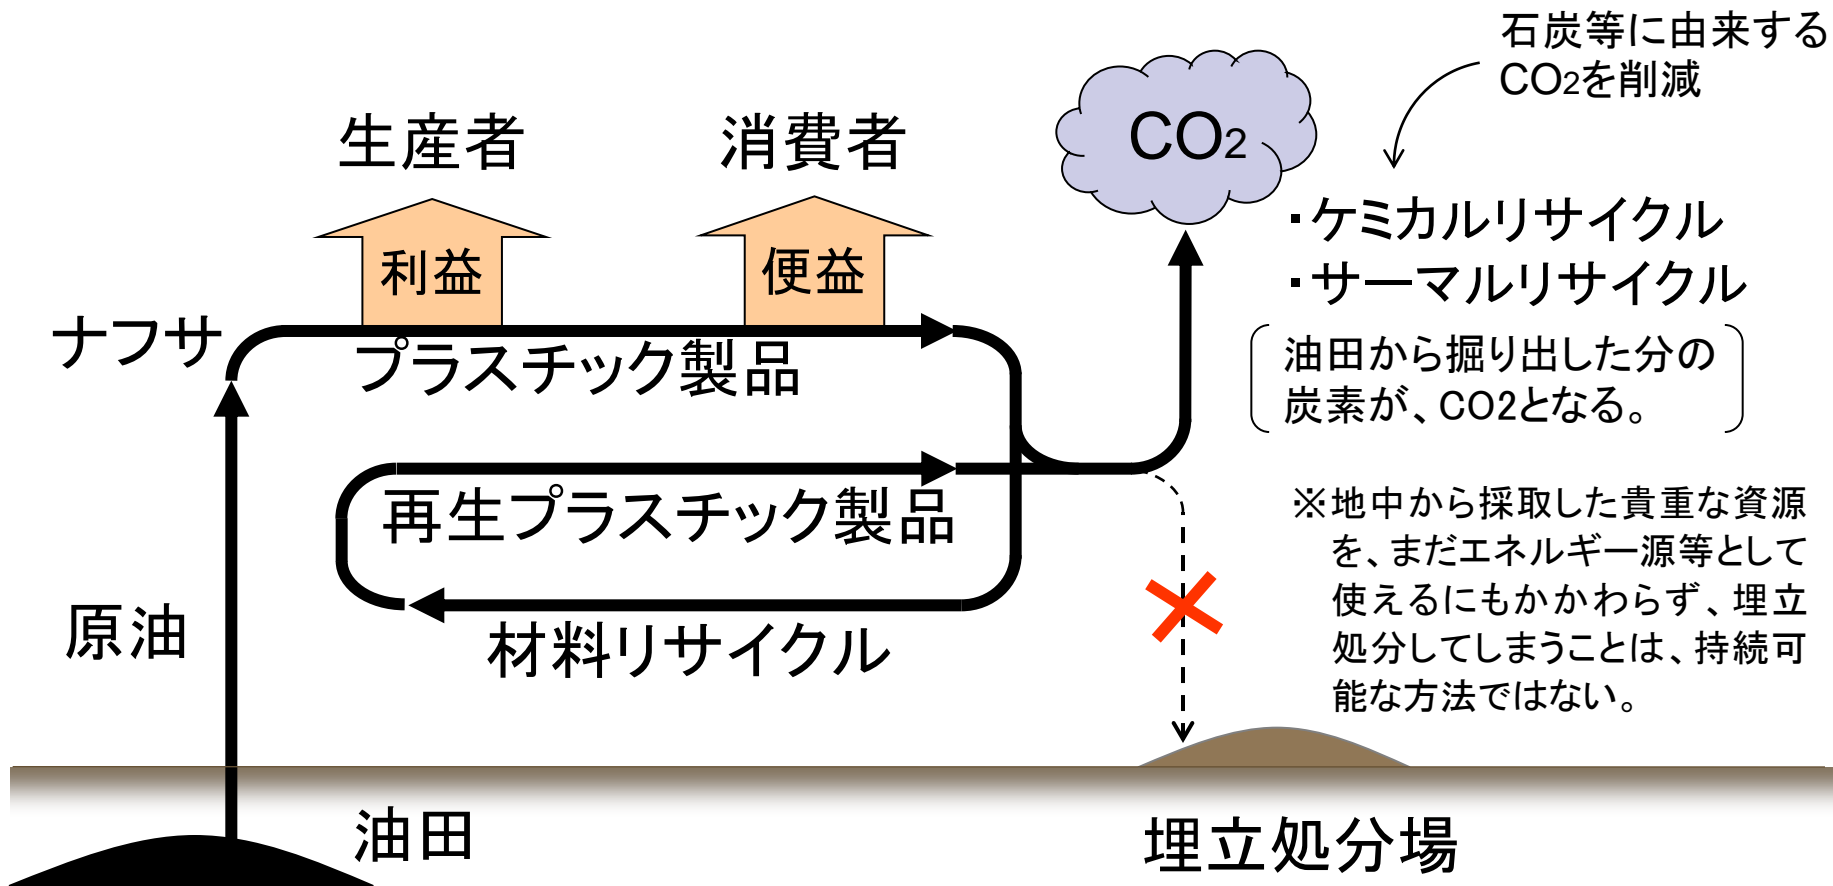 石炭等に由来する
CO2を削減
生産者
消費者
CO2
・ケミカルリサイクル
・サーマルリサイクル
利益
便益
ナフサ
プラスチック製品
油田から掘り出した分の
炭素が、CO2となる。
再生プラスチック製品
※地中から採取した貴重な資源
を、まだエネルギー源等として
使えるにもかかわらず、埋立
処分してしまうことは、持続可
能な方法ではない。
原油
材料リサイクル
油田
埋立処分場